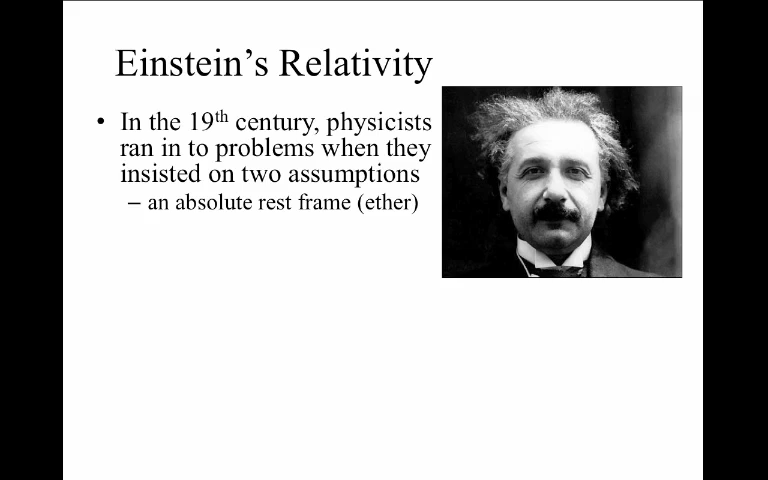 Einstein’s Relativity
• In the 19th century, physicists
ran in to problems when they
insisted on two assumptions
– an absolute rest frame (ether)